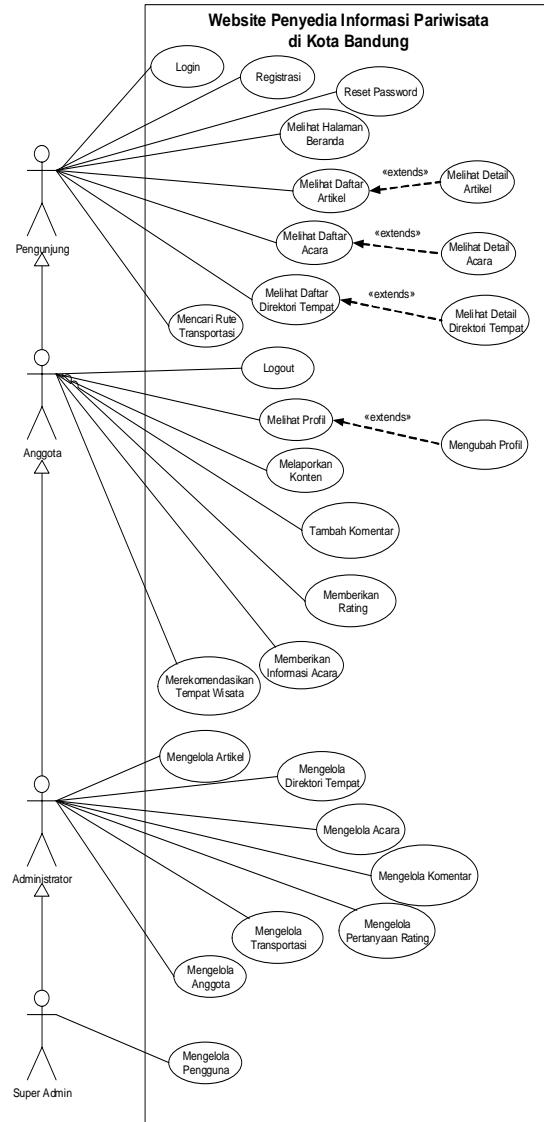 Website Penyedia Informasi Pariwisata
di Kota Bandung
Login
Registrasi
Reset Password
Melihat Halaman
Beranda
Melihat Daftar
Artikel
«extends»
Melihat Detail
Artikel
Pengunjung
Melihat Daftar
Acara
«extends»
Melihat Detail
Acara
Melihat Daftar
Direktori Tempat
«extends»
Melihat Detail
Direktori Tempat
Mencari Rute
Transportasi
Logout
Anggota
Melihat Profil
«extends»
Mengubah Profil
Melaporkan
Konten
Tambah Komentar
Memberikan
Rating
Memberikan
Informasi Acara
Merekomendasikan
Tempat Wisata
Mengelola Artikel
Mengelola
Direktori Tempat
Mengelola Acara
Administrator
Mengelola Komentar
Mengelola
Pertanyaan Rating
Mengelola
Transportasi
Mengelola
Anggota
Mengelola
Pengguna
Super Admin